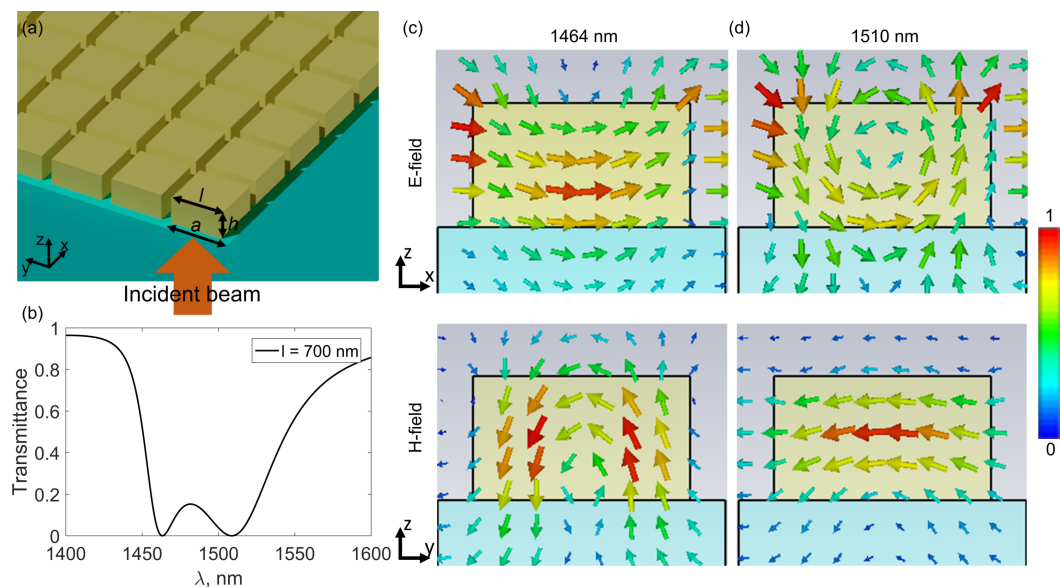 (a)
l
h
a
z
x
y
Incident beam
(b)
Transmittance
1
0.8
0.6
0.4
0.2
0
l = 700 nm
1400 1450 1500 1550 1600
λ, nm
(c) 1464 nm
(d) 1510 nm
E-field
z
x
H-field
z
y
1
0